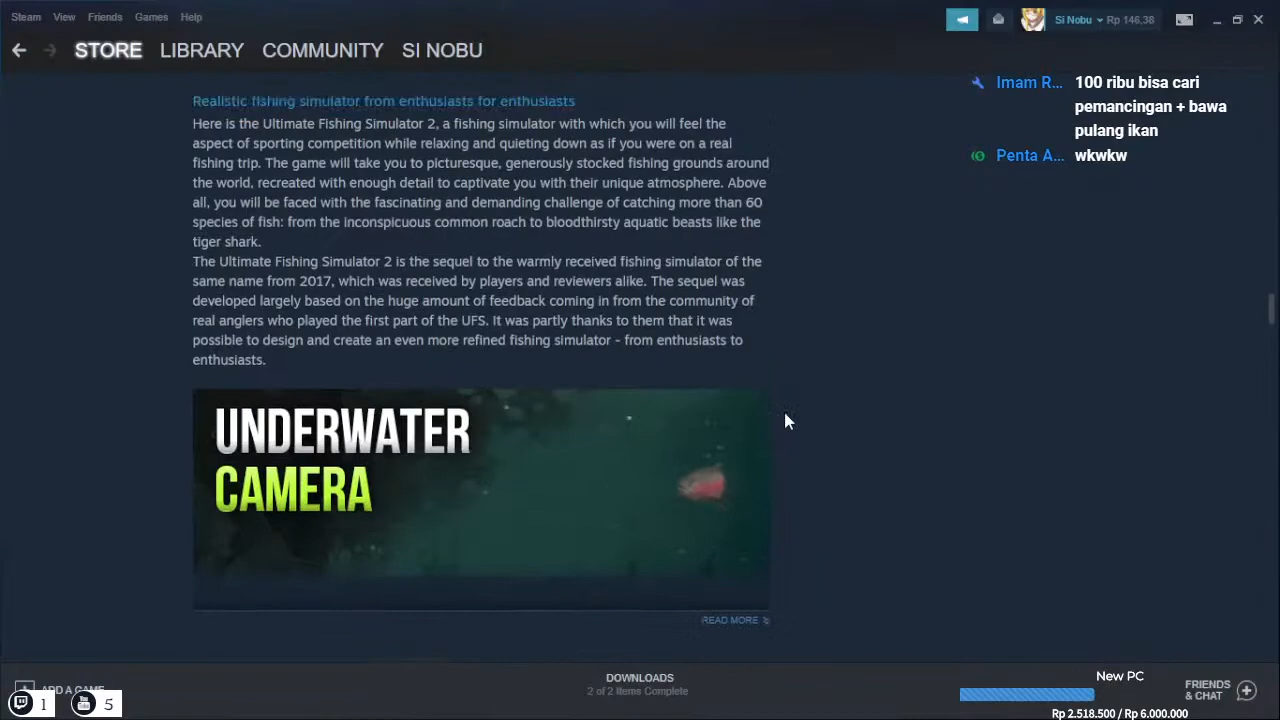 Steam View Friends Games Help
Si Nobu Rp 146,38
STORE LIBRARY COMMUNITY SI NOBU
Imam R... 100 ribu bisa cari
pemancingan + bawa
pulang ikan
Penta A... wkwkw
Realistic fishing simulator from enthusiasts for enthusiasts
Here is the Ultimate Fishing Simulator 2, a fishing simulator with which you will feel the
aspect of sporting competition while relaxing and quieting down as if you were on a real
fishing trip. The game will take you to picturesque, generously stocked fishing grounds around
the world, recreated with enough detail to captivate you with their unique atmosphere. Above
all, you will be faced with the fascinating and demanding challenge of catching more than 60
species of fish: from the inconspicuous common roach to bloodthirsty aquatic beasts like the
tiger shark.
The Ultimate Fishing Simulator 2 is the sequel to the warmly received fishing simulator of the
same name from 2017, which was received by players and reviewers alike. The sequel was
developed largely based on the huge amount of feedback coming in from the community of
real anglers who played the first part of the UFS. It was partly thanks to them that it was
possible to design and create an even more refined fishing simulator - from enthusiasts to
enthusiasts.
UNDERWATER
CAMERA
READ MORE
ADD A GAME
DOWNLOADS
2 of 2 Items Complete
New PC
FRIENDS
& CHAT
1 5
Rp 2.518.500 / Rp 6.000.000